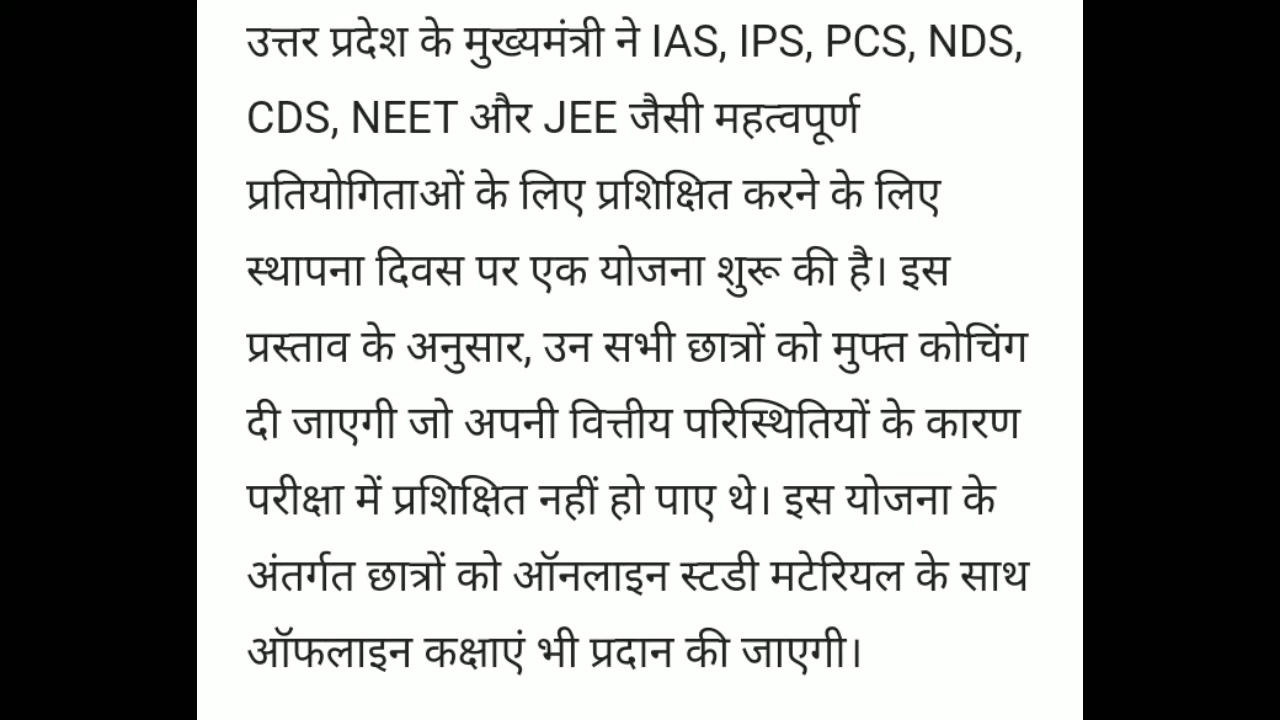 उत्तर प्रदेश के मुख्यमंत्री ने IAS, IPS, PCS, NDS,
CDS, NEET और JEE जैसी महत्वपूर्ण
प्रतियोगिताओं के लिए प्रशिक्षित करने के लिए
स्थापना दिवस पर एक योजना शुरू की है। इस
प्रस्ताव के अनुसार, उन सभी छात्रों को मुफ्त कोचिंग
दी जाएगी जो अपनी वित्तीय परिस्थितियों के कारण
परीक्षा में प्रशिक्षित नहीं हो पाए थे। इस योजना के
अंतर्गत छात्रों को ऑनलाइन स्टडी मटेरियल के साथ
ऑफलाइन कक्षाएं भी प्रदान की जाएगी।